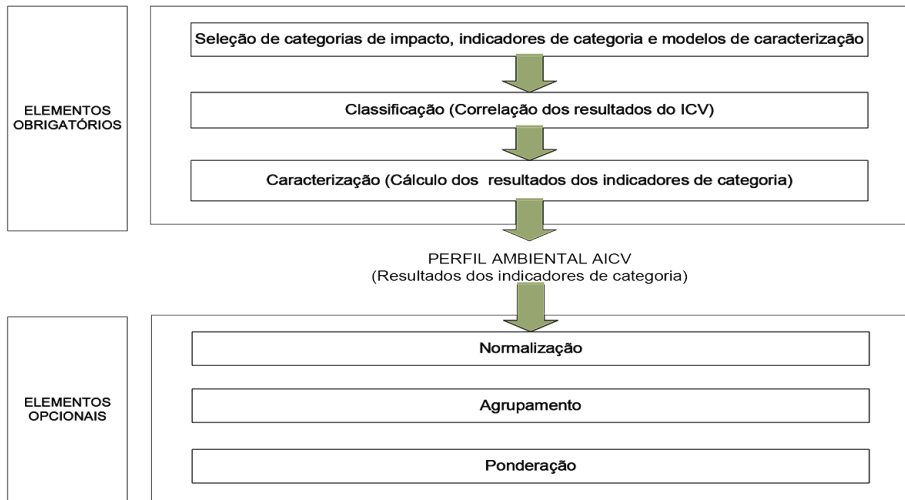 ELEMENTOS
OBRIGATÓRIOS
Seleção de categorias de impacto, indicadores de categoria e modelos de caracterização
Classificação (Correlação dos resultados do ICV)
Caracterização (Cálculo dos resultados dos indicadores de categoria)
PERFIL AMBIENTAL AICV
(Resultados dos indicadores de categoria)
ELEMENTOS
OPCIONAIS
Normalização
Agrupamento
Ponderação